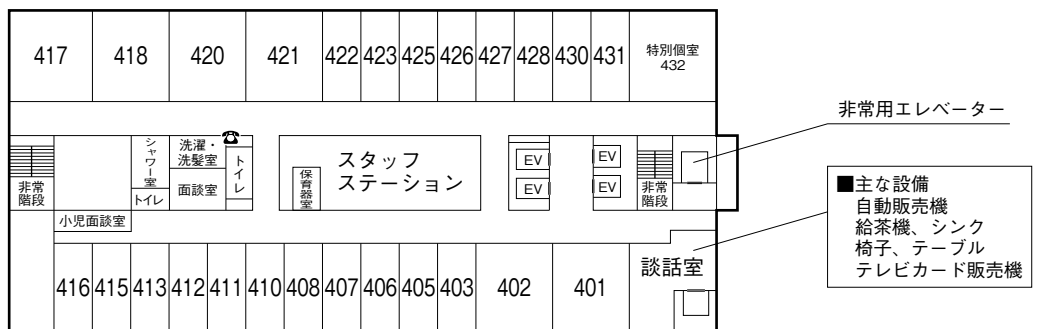 417 418 420 421 422 423 425 426 427 428 430 431 特別個室
432
非常用エレベーター
非常
階段
シャワー室
トイレ
洗濯・
洗髪室
面談室
トイレ
保育器室
スタッフ
ステーション
EV
EV
EV
EV
非常
階段
小児面談室
■主な設備
自動販売機
給茶機、シンク
椅子、テーブル
テレビカード販売機
416 415 413 412 411 410 408 407 406 405 403 402 401 談話室